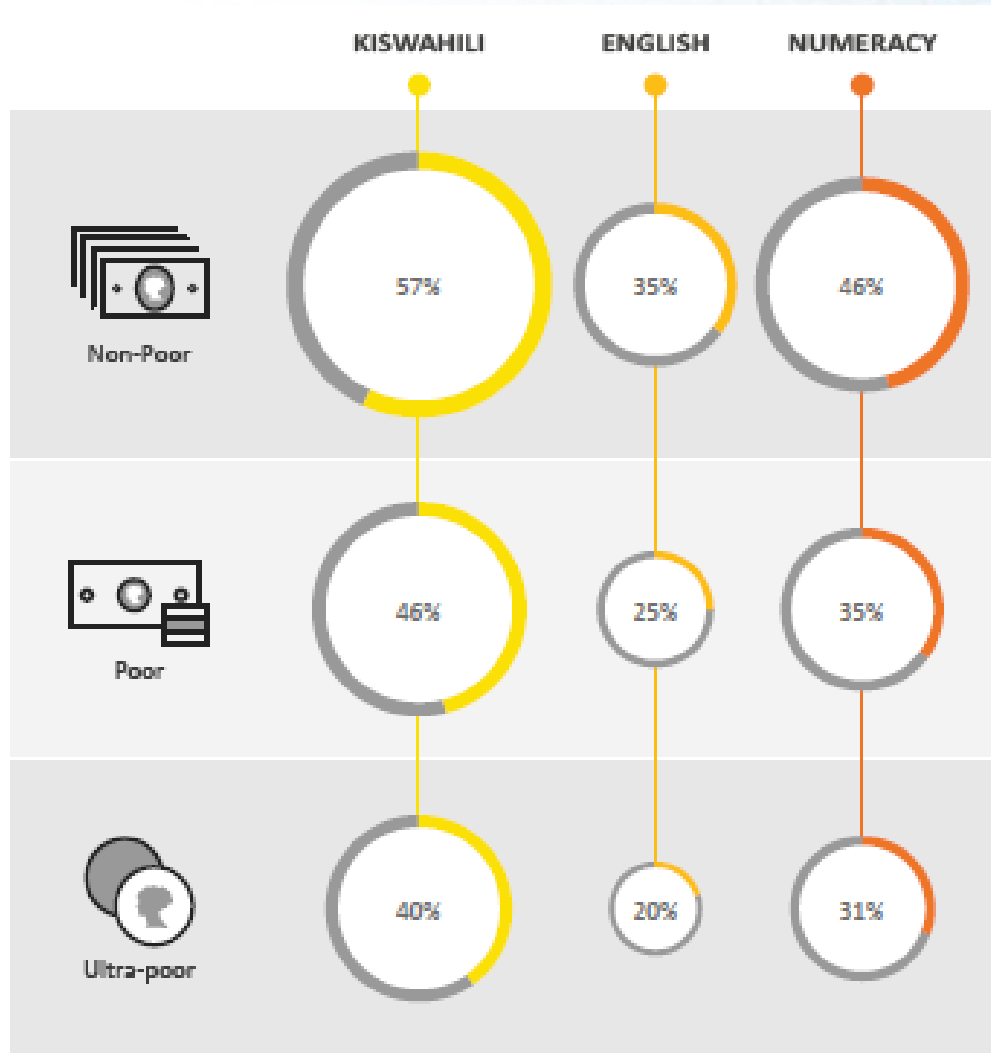 KISWAHILI ENGLISH NUMERACY
57% 35% 46%
Non-Poor
46% 25% 35%
Poor
40% 20% 31%
Ultra-poor